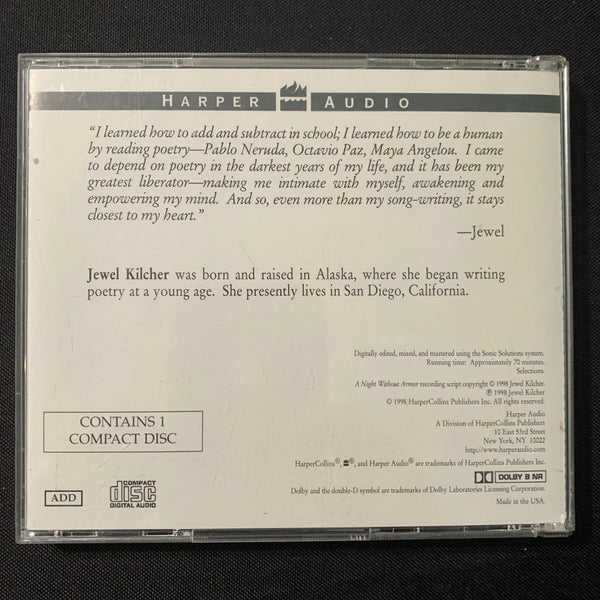 HARPER AUDIO
“I learned how to add and subtract in school; I learned how to be a human
by reading poetry—Pablo Neruda, Octavio Paz, Maya Angelou. I came
to depend on poetry in the darkest years of my life, and it has been my
greatest liberator—making me intimate with myself, awakening and
empowering my mind. And so, even more than my song-writing, it stays
closest to my heart.”
—Jewel
Jewel Kilcher was born and raised in Alaska, where she began writing
poetry at a young age. She presently lives in San Diego, California.
Digitally edited, mixed, and mastered using the Sonic Solutions system.
Running time: Approximately 70 minutes.
Selections.
A Night Without Armor recording script copyright © 1998 Jewel Kilcher.
℗ 1998 Jewel Kilcher
© 1998 HarperCollins Publishers Inc. All rights reserved.
Harper Audio
A Division of HarperCollins Publishers
10 East 53rd Street
New York, NY 10022
http://www.harperaudio.com
CONTAINS 1
COMPACT DISC
HarperCollins®, ®, and Harper Audio® are trademarks of HarperCollins Publishers Inc.
DOLBY B NR
Dolby and the double-D symbol are trademarks of Dolby Laboratories Licensing Corporation.
Made in the USA.
ADD
COMPACT
disc
DIGITAL AUDIO